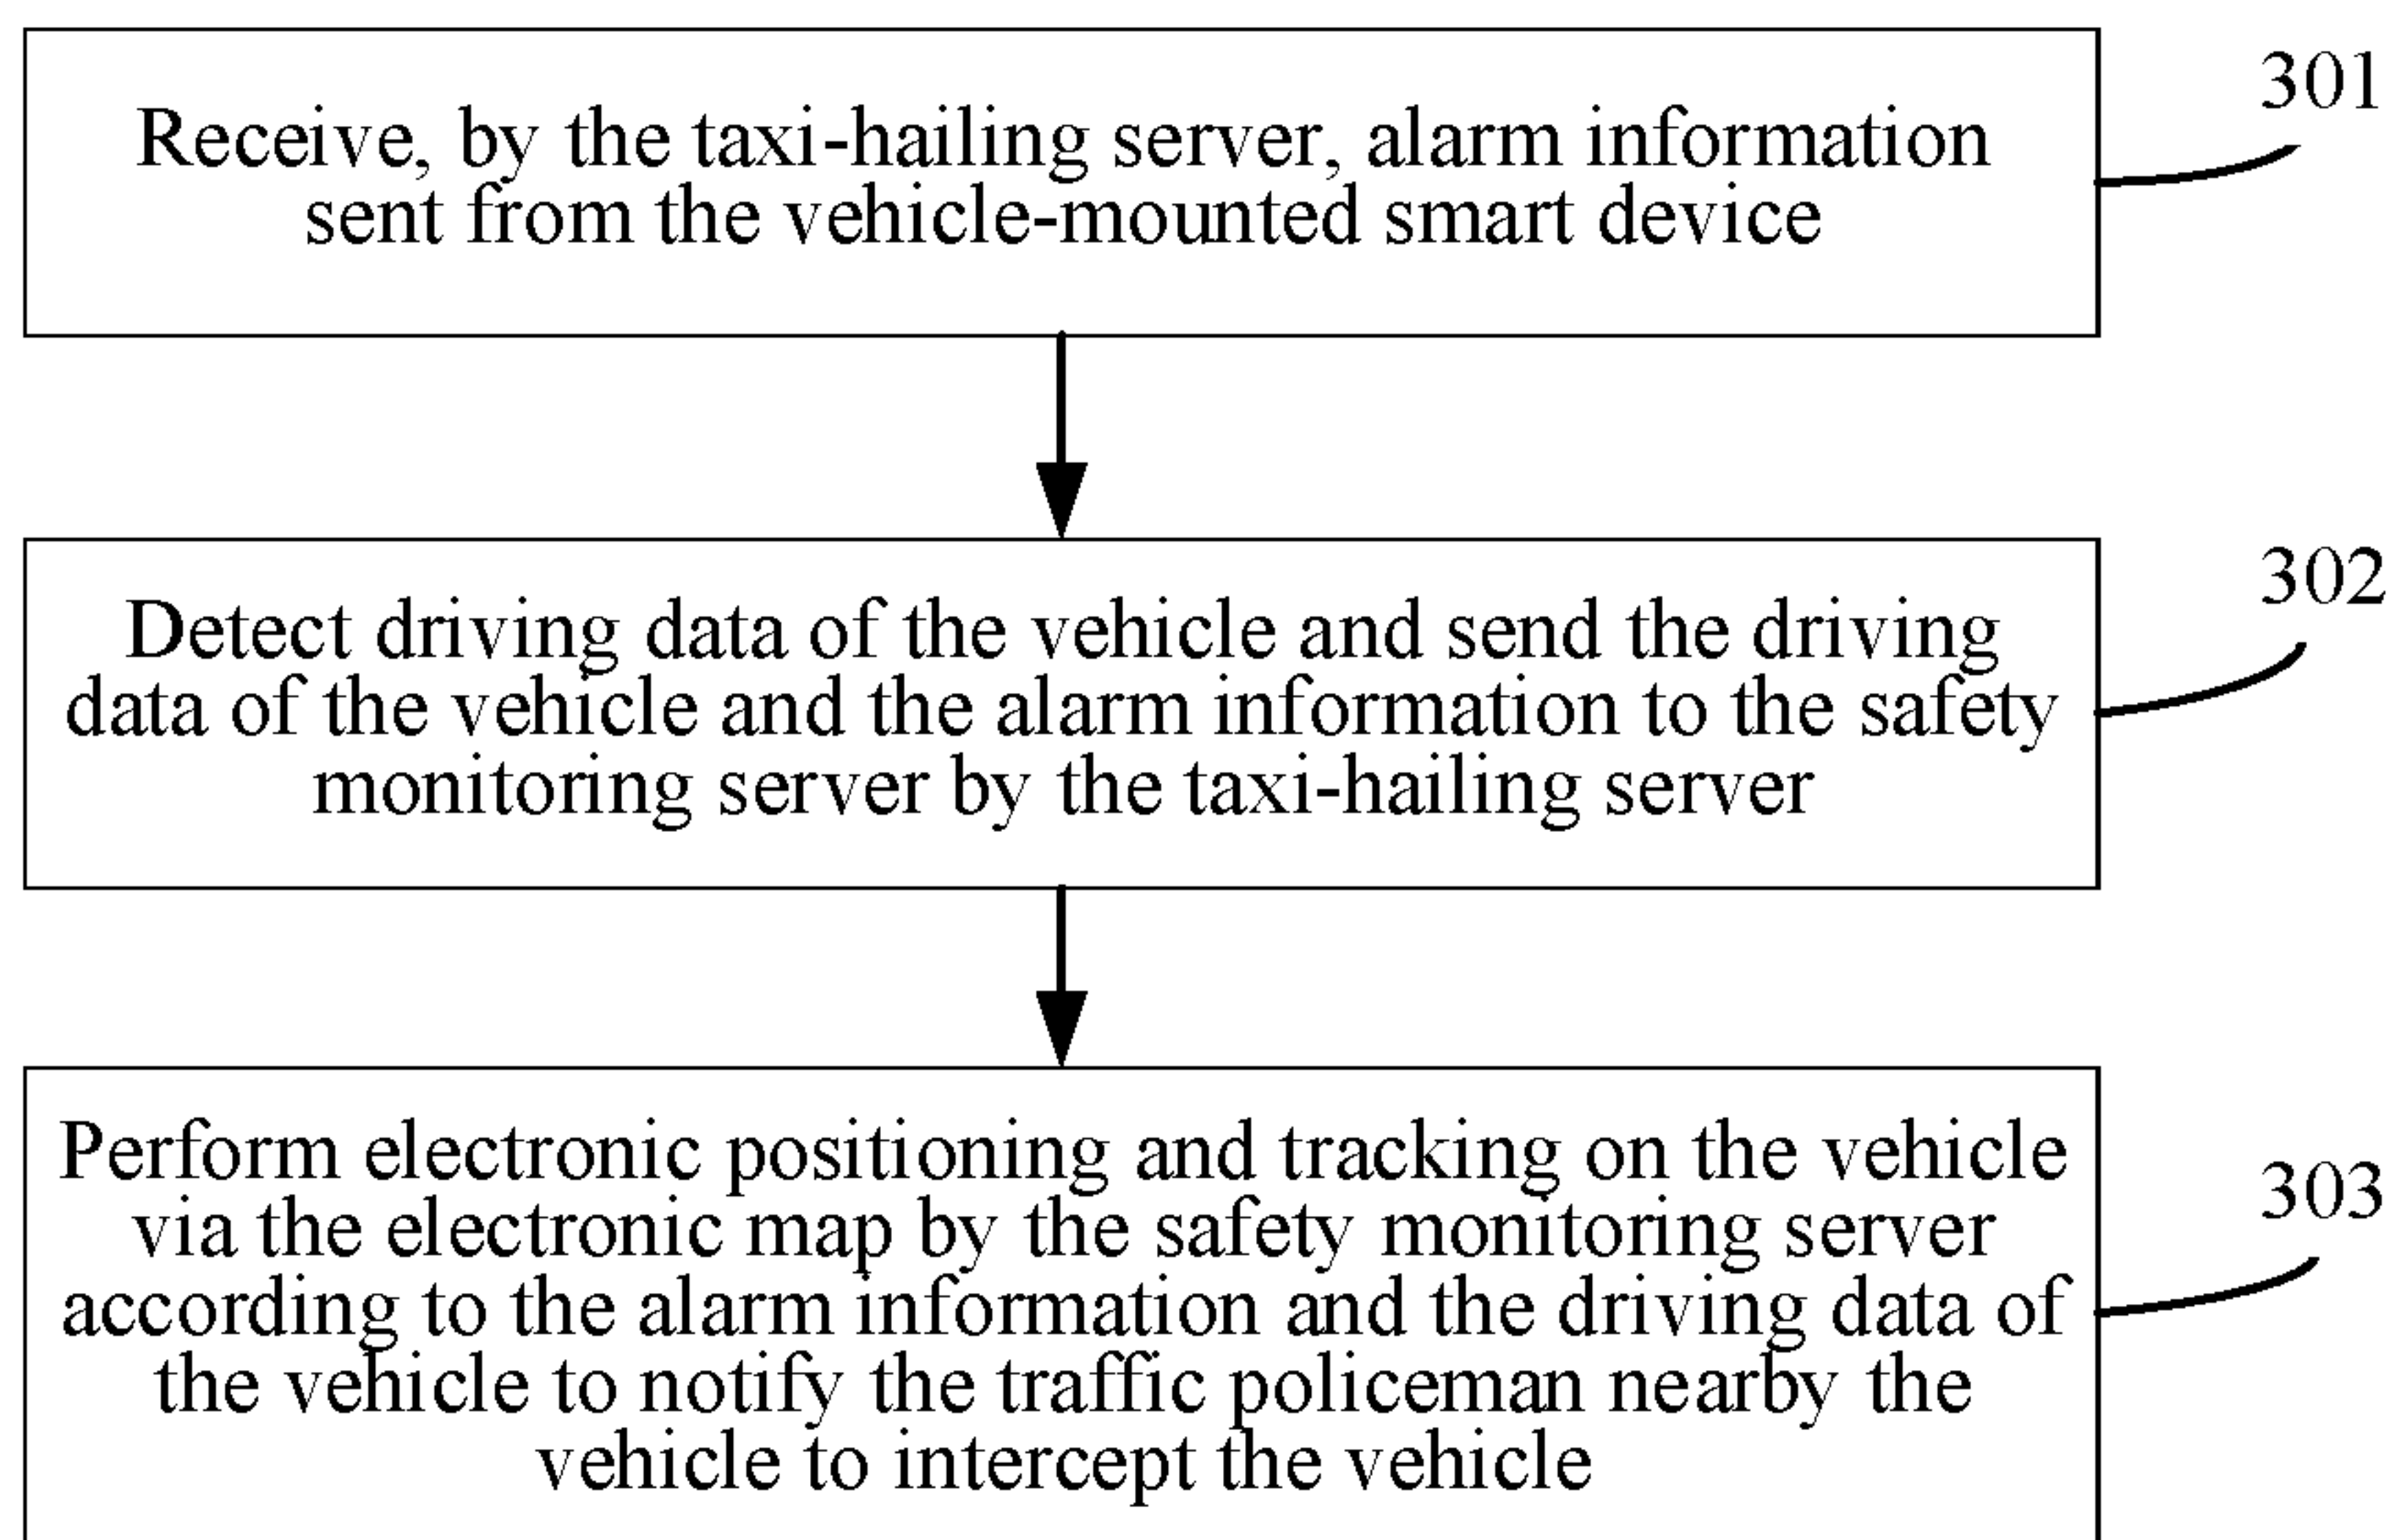 Receive, by the taxi-hailing server, alarm information
sent from the vehicle-mounted smart device
301
Detect driving data of the vehicle and send the driving
data of the vehicle and the alarm information to the safety
monitoring server by the taxi-hailing server
302
Perform electronic positioning and tracking on the vehicle
via the electronic map by the safety monitoring server
according to the alarm information and the driving data of
the vehicle to notify the traffic policeman nearby the
vehicle to intercept the vehicle
303